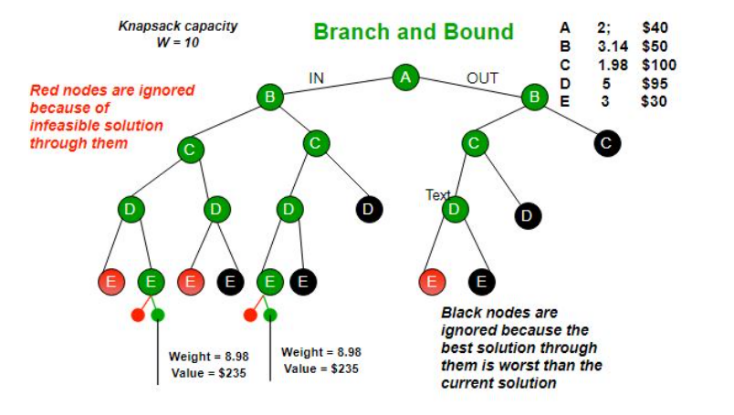 Knapsack capacity
W = 10
Branch and Bound
A 2; $40
B 3.14 $50
C 1.98 $100
D 5 $95
E 3 $30
Red nodes are ignored
because of
infeasible solution
through them
IN
OUT
A
B
B
C
C
C
C
D
D
D
D
Text
D
D
E
E
E
E
E
E
E
E
Weight = 8.98
Value = $235
Weight = 8.98
Value = $235
Black nodes are
ignored because the
best solution through
them is worst than the
current solution